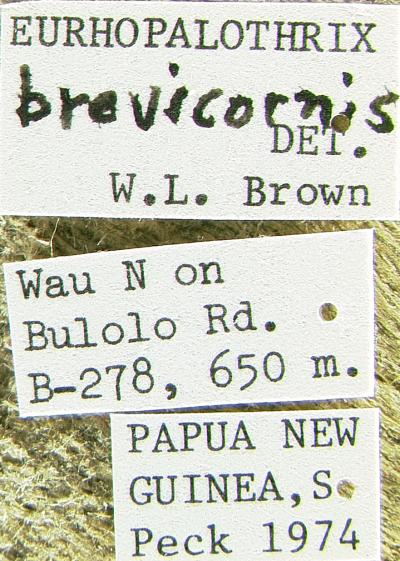 EURHOPALOTHRIX
brevicornis
DET.
W.L. Brown
Wau N on
Bulolo Rd.
B-278, 650 m.
PAPUA NEW
GUINEA,S.
Peck 1974